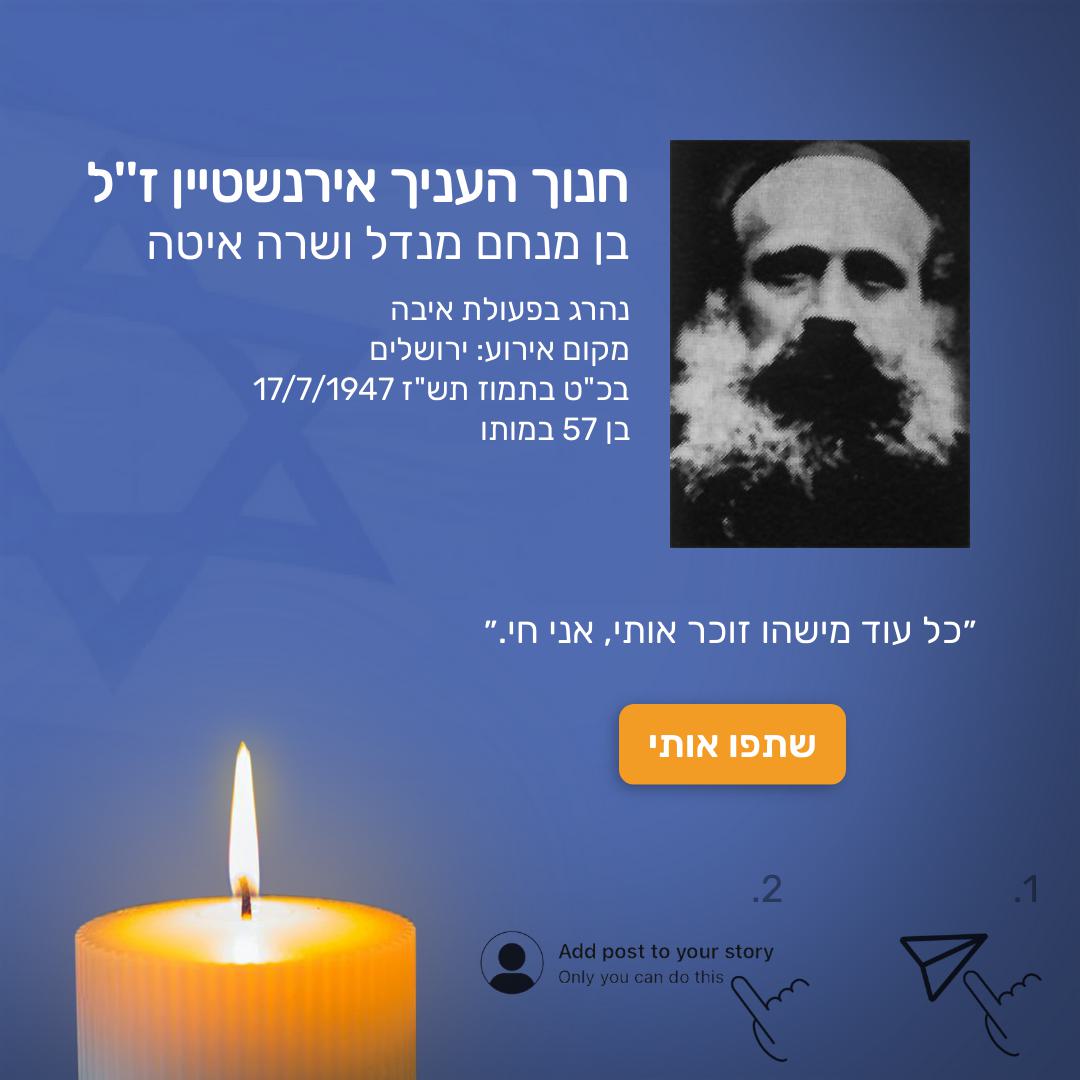 חנוך העניך אירנשטיין ז"ל
בן מנחם מנדל ושרה איטה
נהרג בפעולת איבה
מקום אירוע: ירושלים
בכ"ט בתמוז תש"ז 17/7/1947
בן 57 במותו
״כל עוד מישהו זוכר אותי, אני חי.״
שתפו אותי
1.
2.
Add post to your story
Only you can do this